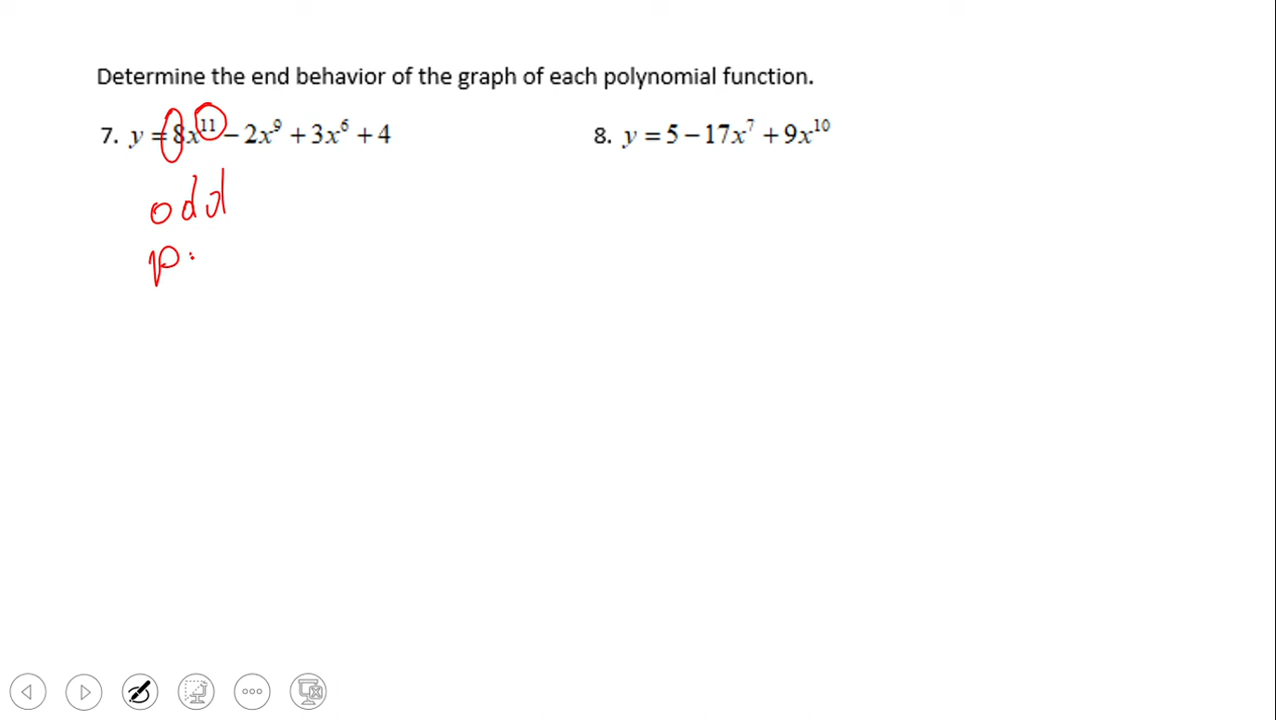 Determine the end behavior of the graph of each polynomial function.
7. y = 8x¹¹ – 2x⁹ + 3x⁶ + 4
8. y = 5 – 17x⁷ + 9x¹⁰
odd
p.